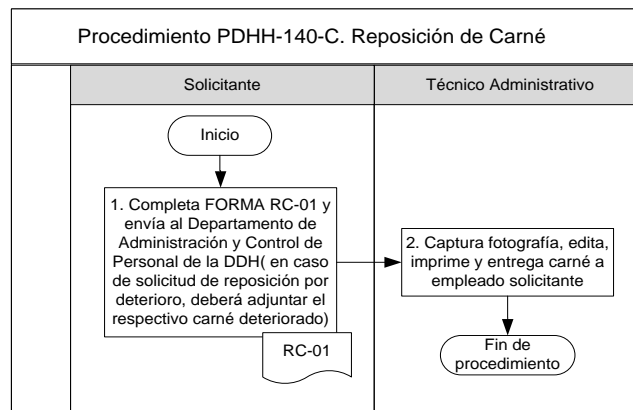 Procedimiento PDHH-140-C. Reposición de Carné
Solicitante
Técnico Administrativo
Inicio
1. Completa FORMA RC-01 y
envía al Departamento de
Administración y Control de
Personal de la DDH( en caso
de solicitud de reposición por
deterioro, deberá adjuntar el
respectivo carné deteriorado)
RC-01
2. Captura fotografía, edita,
imprime y entrega carné a
empleado solicitante
Fin de
procedimiento